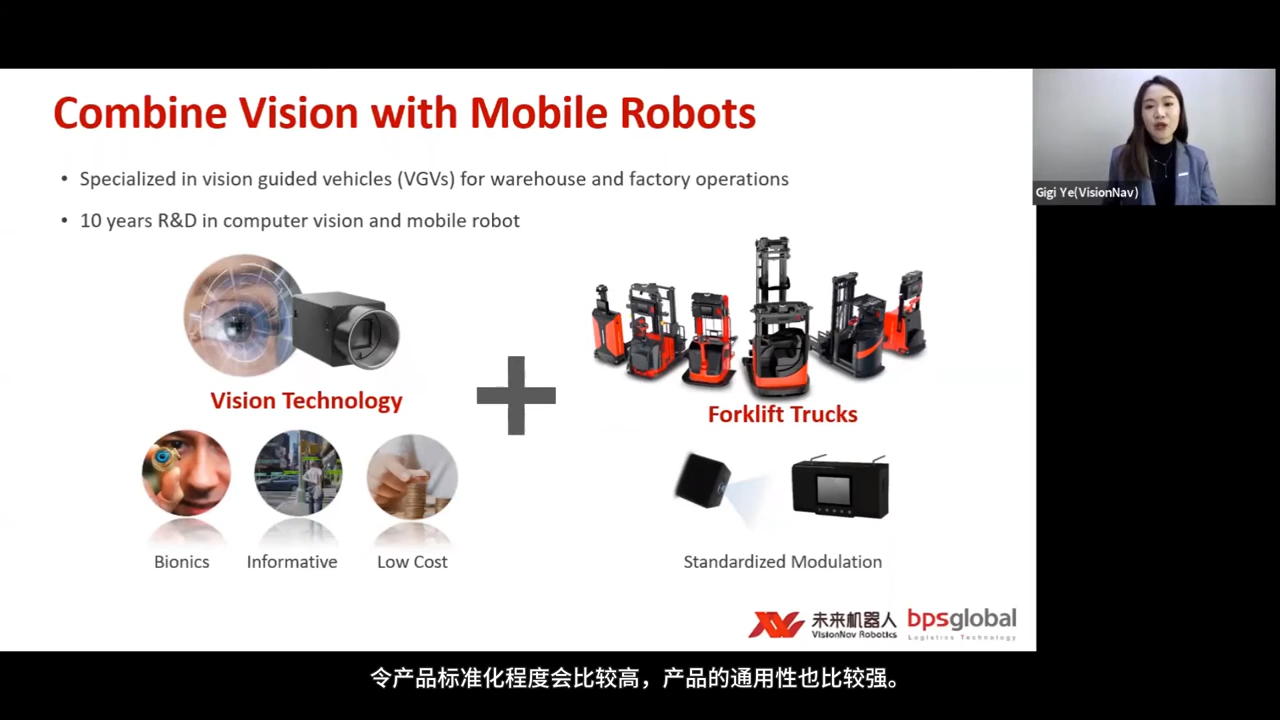 Combine Vision with Mobile Robots
• Specialized in vision guided vehicles (VGVs) for warehouse and factory operations
• 10 years R&D in computer vision and mobile robot
Gigi Ye(VisionNav)
Vision Technology
Forklift Trucks
Bionics
Informative
Low Cost
Standardized Modulation
未来机器人
VisionNav Robotics
bpsglobal
Logistics Technology
令产品标准化程度会比较高，产品的通用性也比较强。